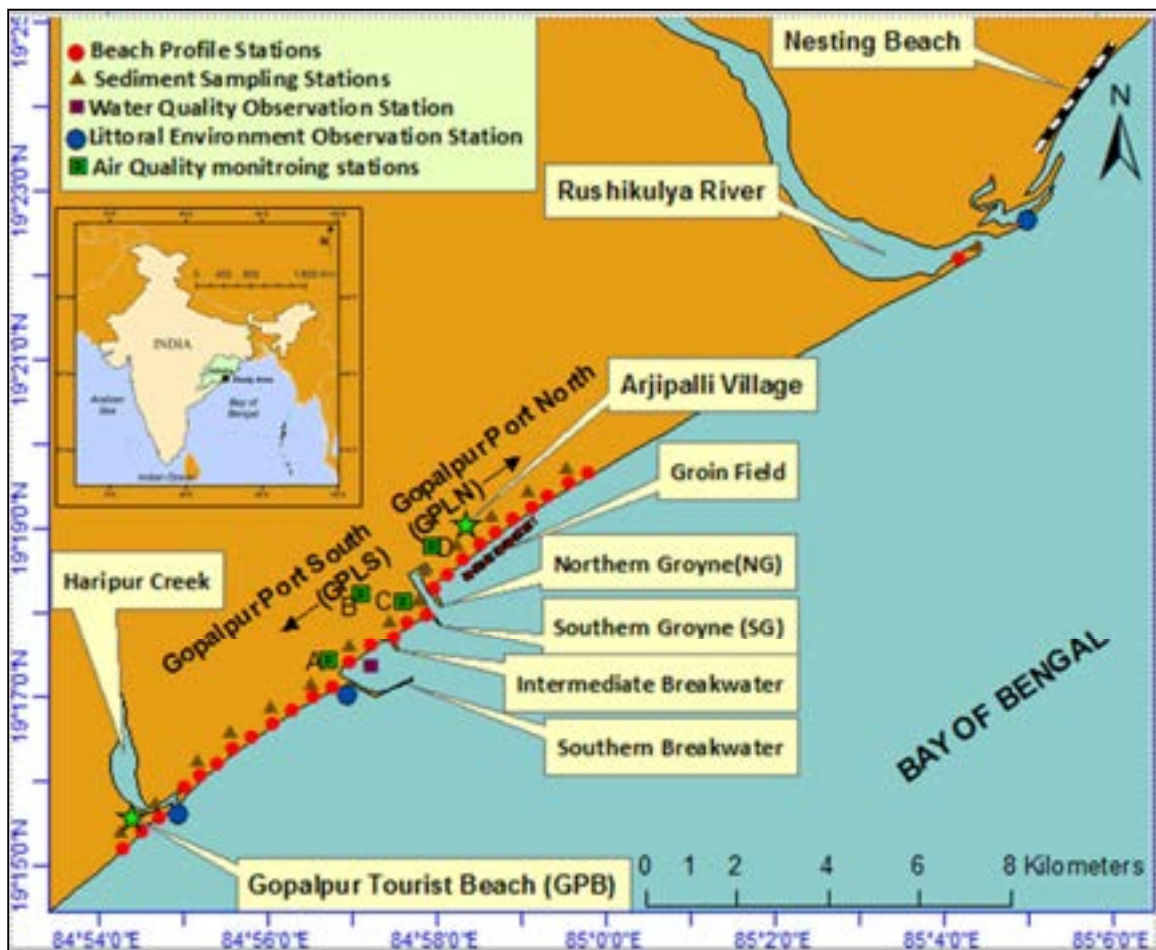 Beach Profile Stations
Sediment Sampling Stations
Water Quality Observation Station
Littoral Environment Observation Station
Air Quality monitroing stations
Nesting Beach
N
Rushikulya River
INDIA
Study Area
Arabian
Sea
Bay of
Bengal
Arjipalli Village
Gopalpur Port North
(GPLN)
Groin Field
Gopalpur Port South
(GPLS)
Haripur Creek
Northern Groyne(NG)
Southern Groyne (SG)
Intermediate Breakwater
Southern Breakwater
A
B
C
D
BAY OF BENGAL
Gopalpur Tourist Beach (GPB)
0 1 2 4 6 8 Kilometers
19°25
19°23'0"N
19°21'0"N
19°19'0"N
19°17'0"N
19°15'0"N
84°54'0"E
84°56'0"E
84°58'0"E
85°0'0"E
85°2'0"E
85°4'0"E
85°6'0"E